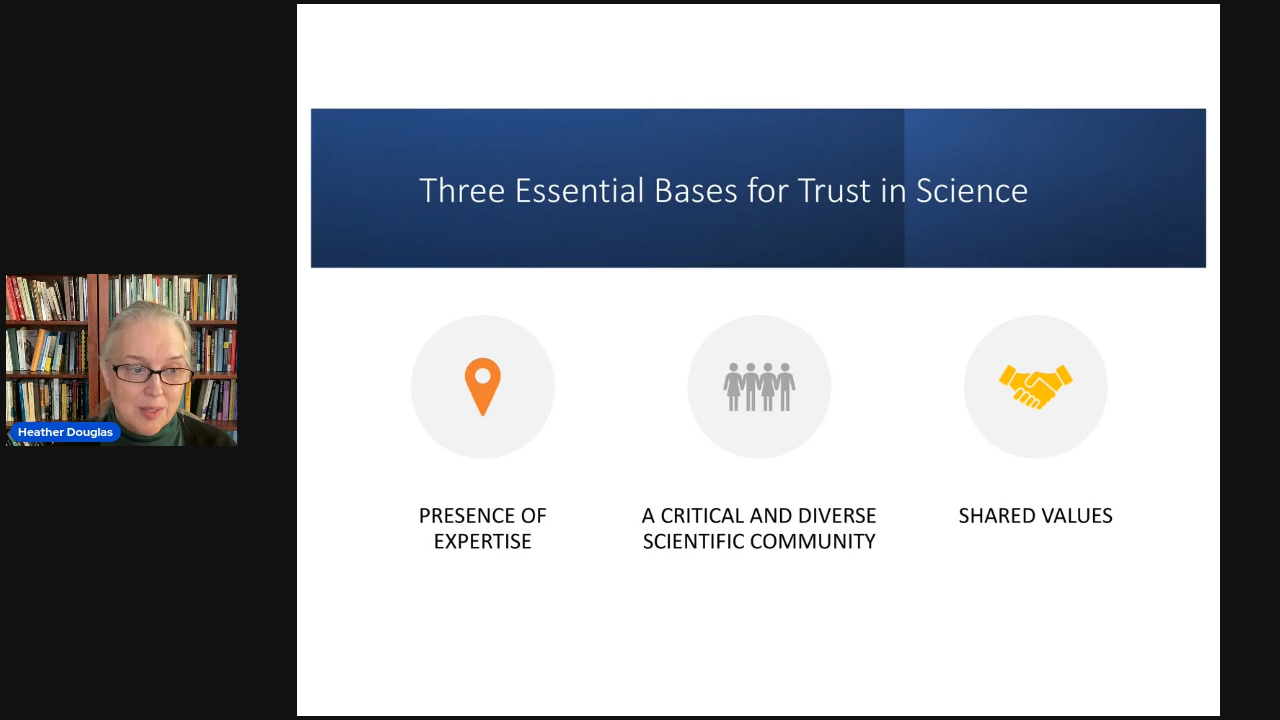 Three Essential Bases for Trust in Science
PRESENCE OF
EXPERTISE
A CRITICAL AND DIVERSE
SCIENTIFIC COMMUNITY
SHARED VALUES
Heather Douglas